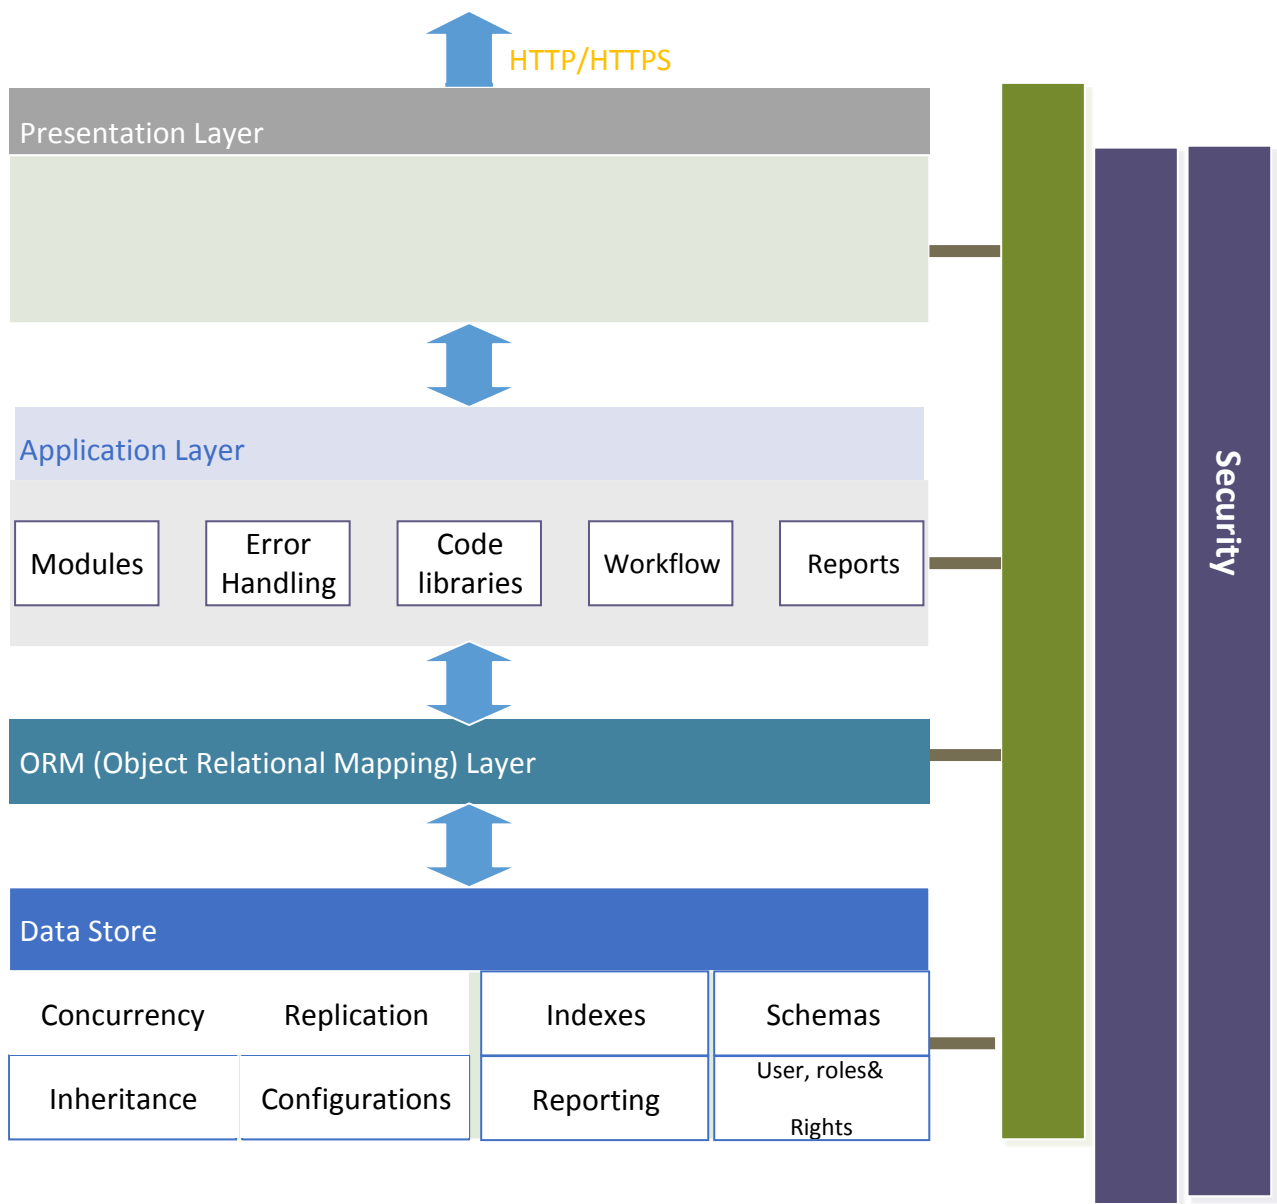 HTTP/HTTPS
Presentation Layer
Application Layer
Modules
Error
Handling
Code
libraries
Workflow
Reports
Security
ORM (Object Relational Mapping) Layer
Data Store
Concurrency
Replication
Indexes
Schemas
Inheritance
Configurations
Reporting
User, roles&
Rights